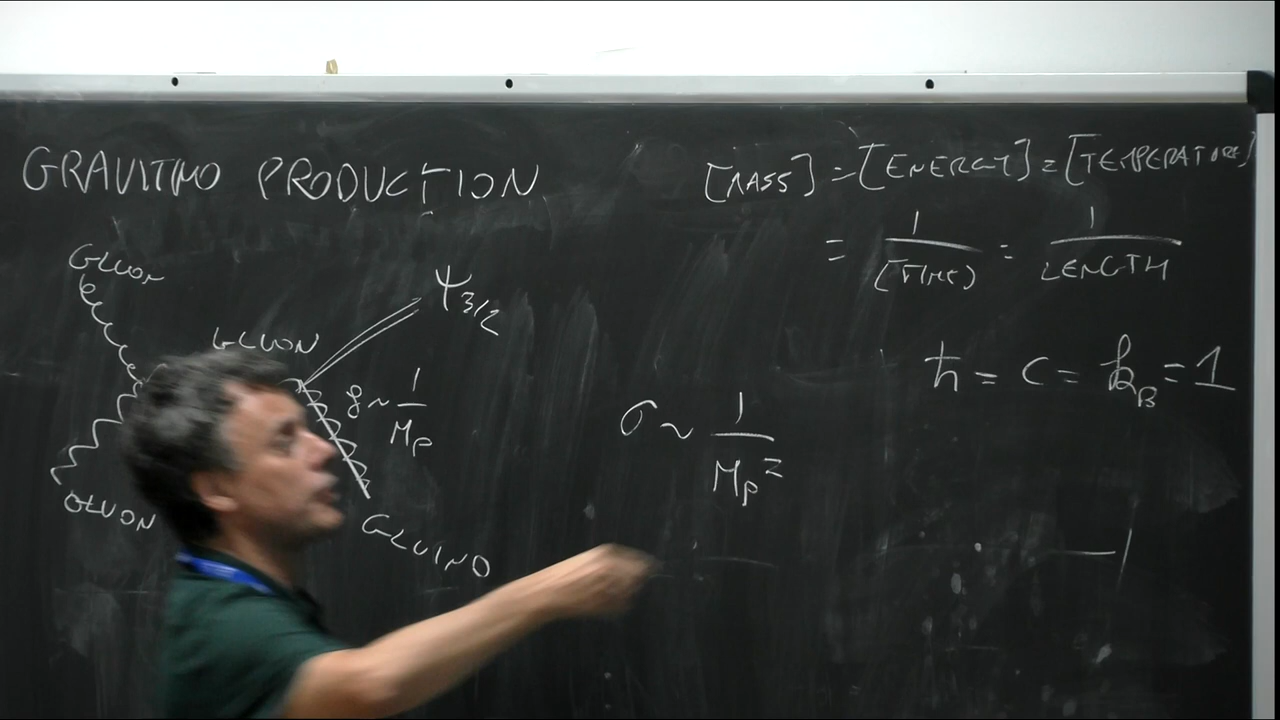 GRAVITINO PRODUCTION
GLUON
GLUON
GLUON
Ψ3/2
g ~ 1/Mp
GLUINO
σ ~ 1/Mp²
[MASS] = [ENERGY] = [TEMPERATURE]
= 1/[TIME] = 1/LENGTH
ħ = c = kB = 1